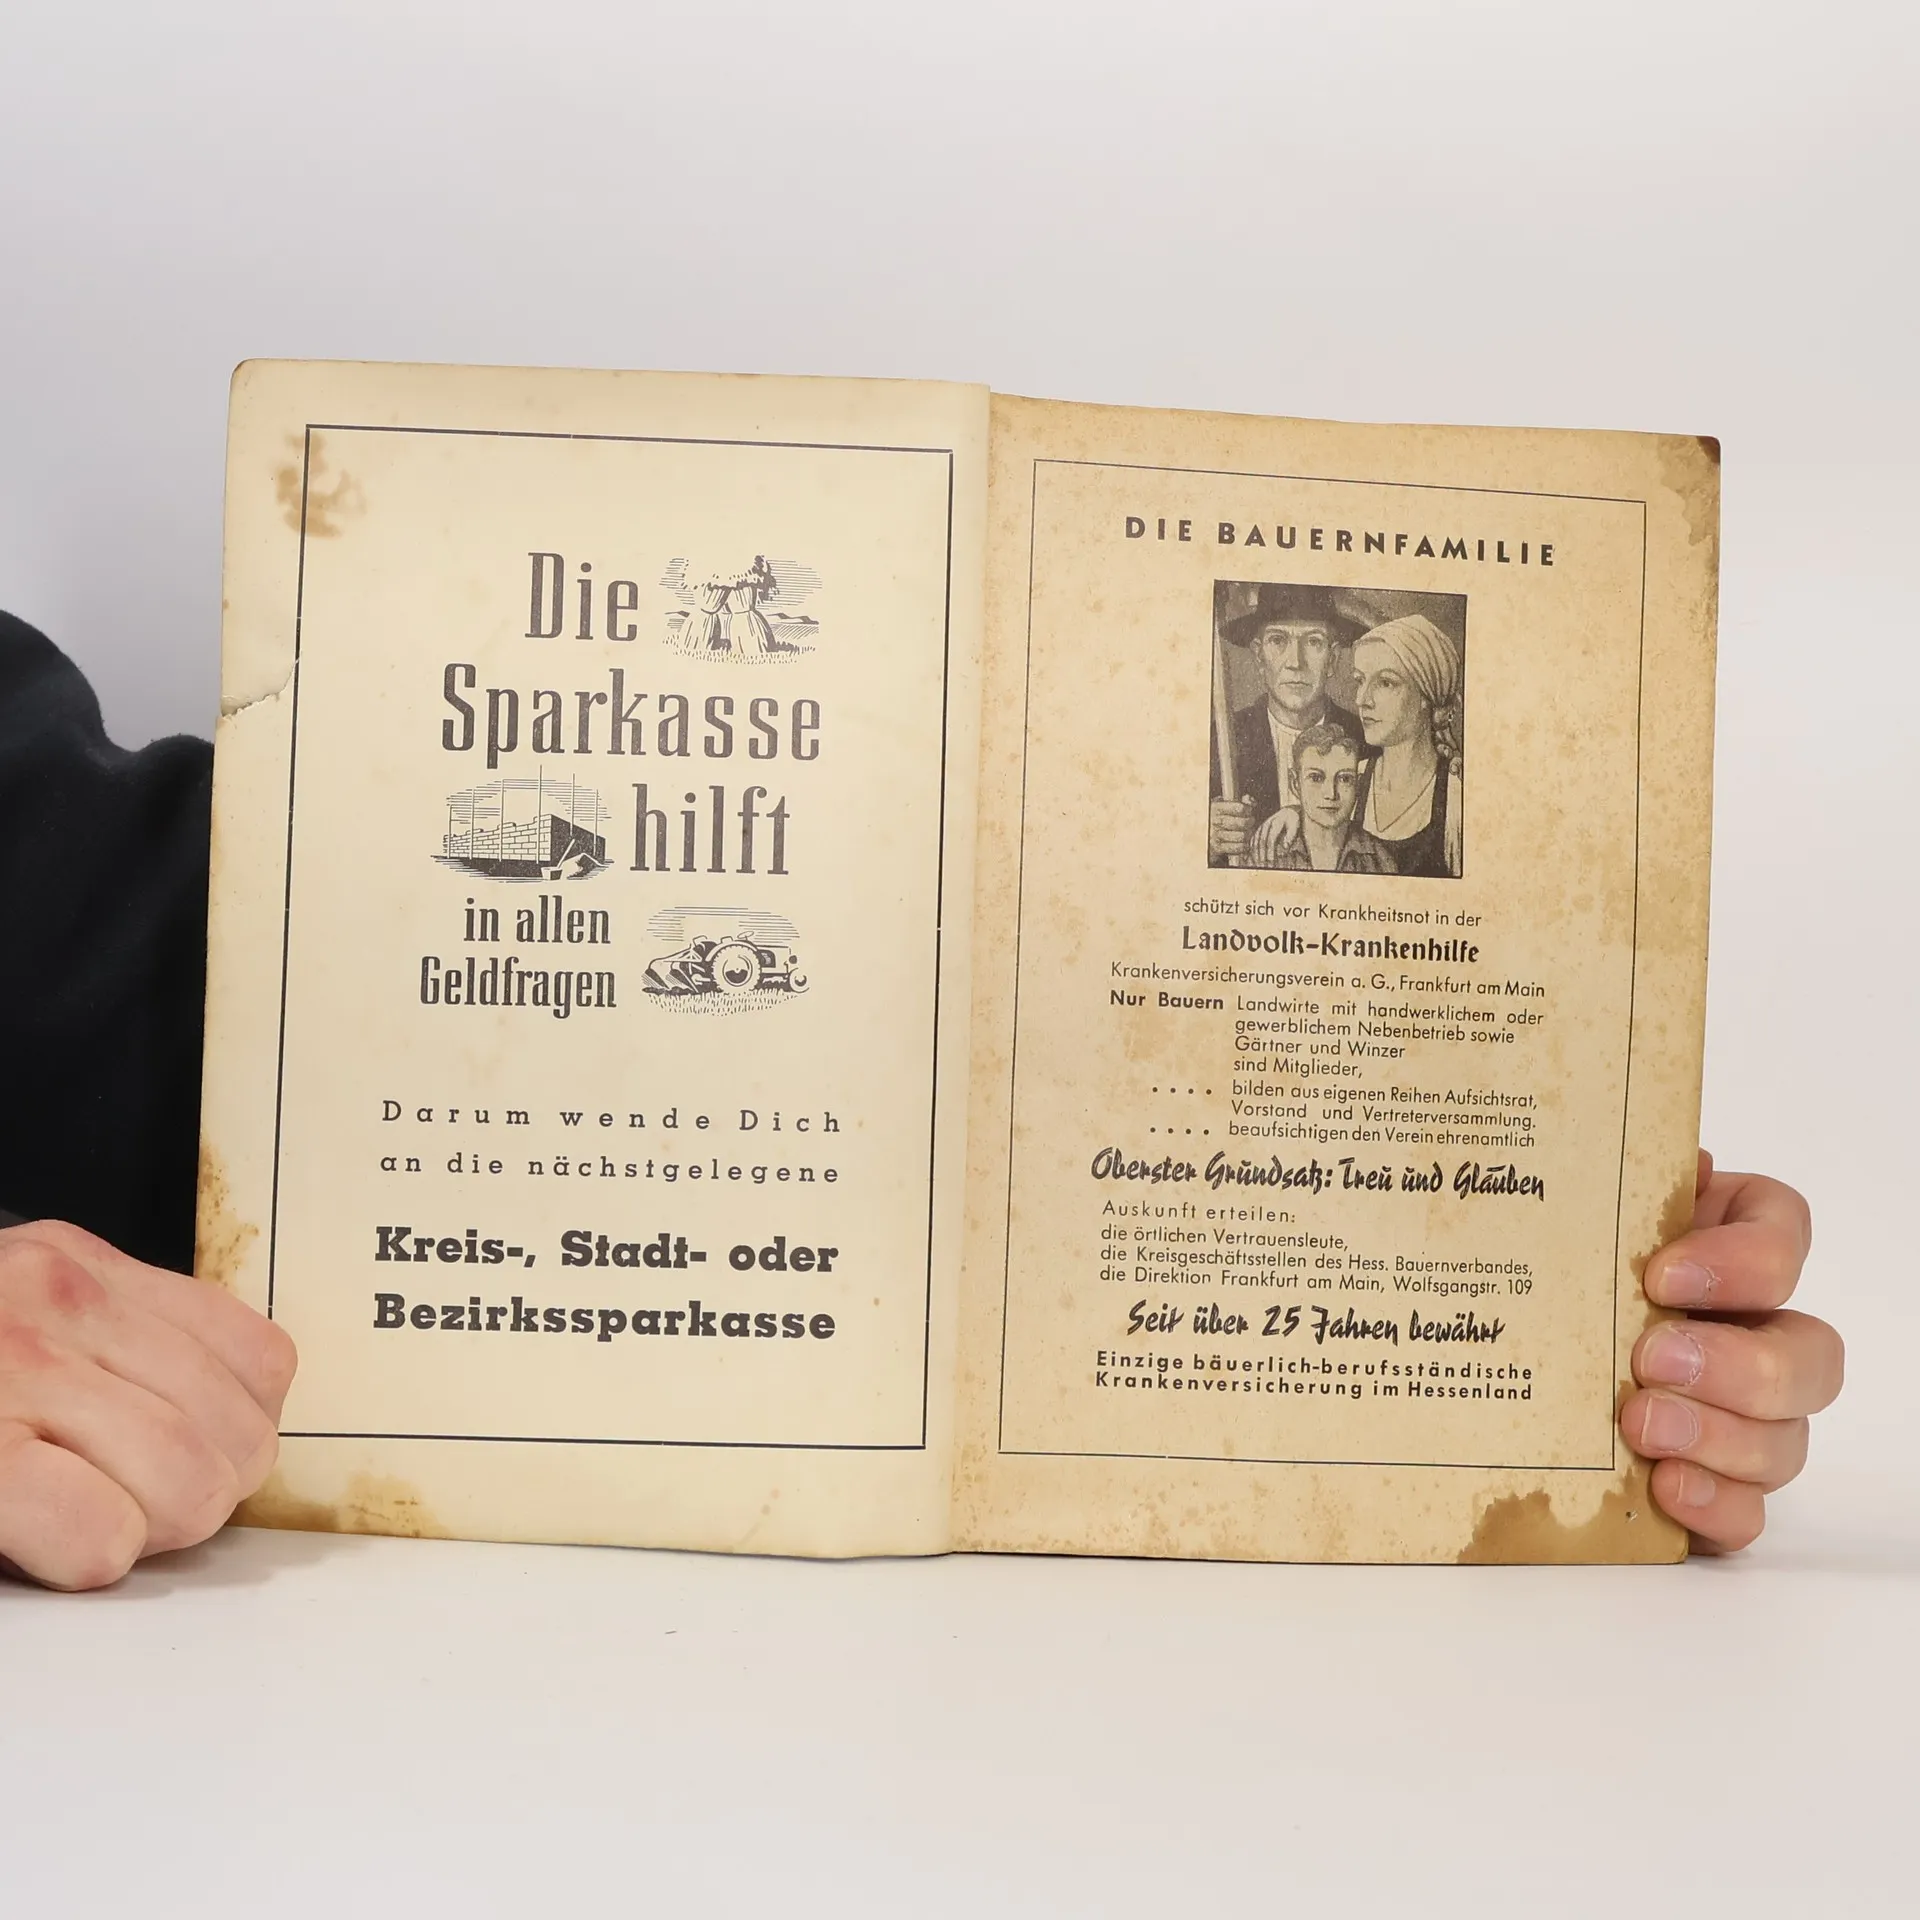 Die
Sparkasse
hilft
in allen
Geldfragen
Darum wende Dich
an die nächstgelegene
Kreis-, Stadt- oder
Bezirkssparkasse
DIE BAUERNFAMILIE
schützt sich vor Krankheitsnot in der
Landvolk-Krankenhilfe
Krankenversicherungsverein a. G., Frankfurt am Main
Nur Bauern Landwirte mit handwerklichem oder
gewerblichem Nebenbetrieb sowie
Gärtner und Winzer
sind Mitglieder,
. . . . bilden aus eigenen Reihen Aufsichtsrat,
Vorstand und Vertreterversammlung.
. . . . beaufsichtigen den Verein ehrenamtlich
Oberster Grundsatz: Treu und Glauben
Auskunft erteilen:
die örtlichen Vertrauensleute,
die Kreisgeschäftsstellen des Hess. Bauernverbandes,
die Direktion Frankfurt am Main, Wolfsgangstr. 109
Seit über 25 Jahren bewährt
Einzige bäuerlich-berufsständische
Krankenversicherung im Hessenland